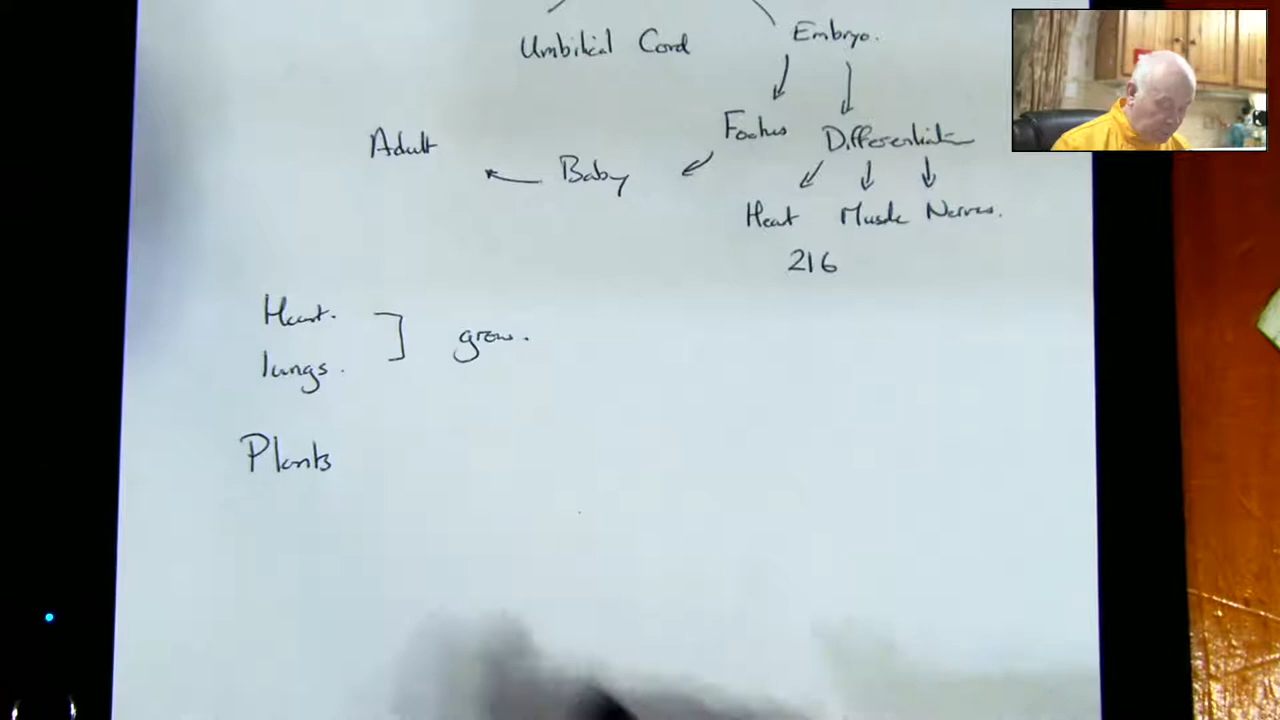 Umbilical Cord Embryo.
Adult Baby Foetus Differentiation
Heart Muscle Nerves.
216
Heart.
lungs. grow.
Plants